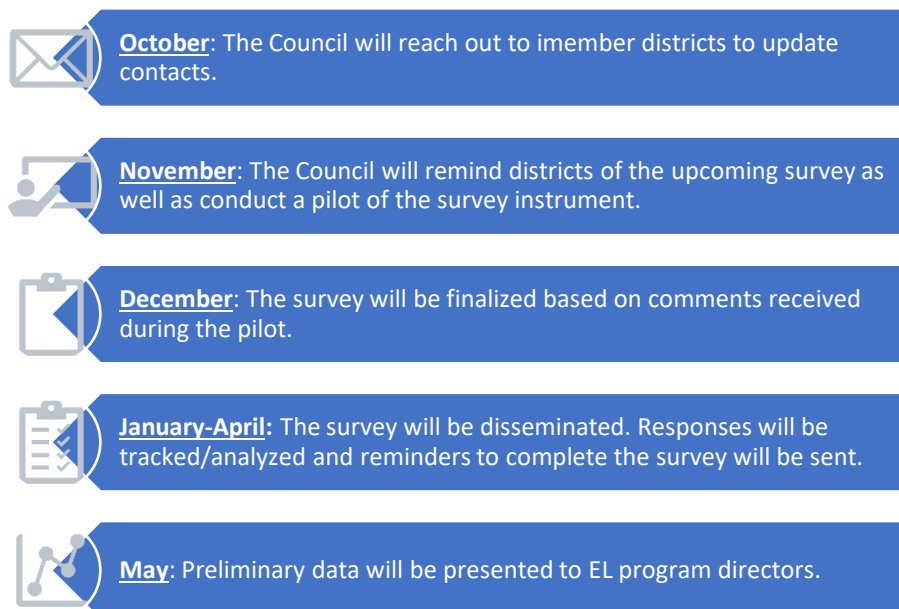 October: The Council will reach out to imember districts to update
contacts.
November: The Council will remind districts of the upcoming survey as
well as conduct a pilot of the survey instrument.
December: The survey will be finalized based on comments received
during the pilot.
January-April: The survey will be disseminated. Responses will be
tracked/analyzed and reminders to complete the survey will be sent.
May: Preliminary data will be presented to EL program directors.